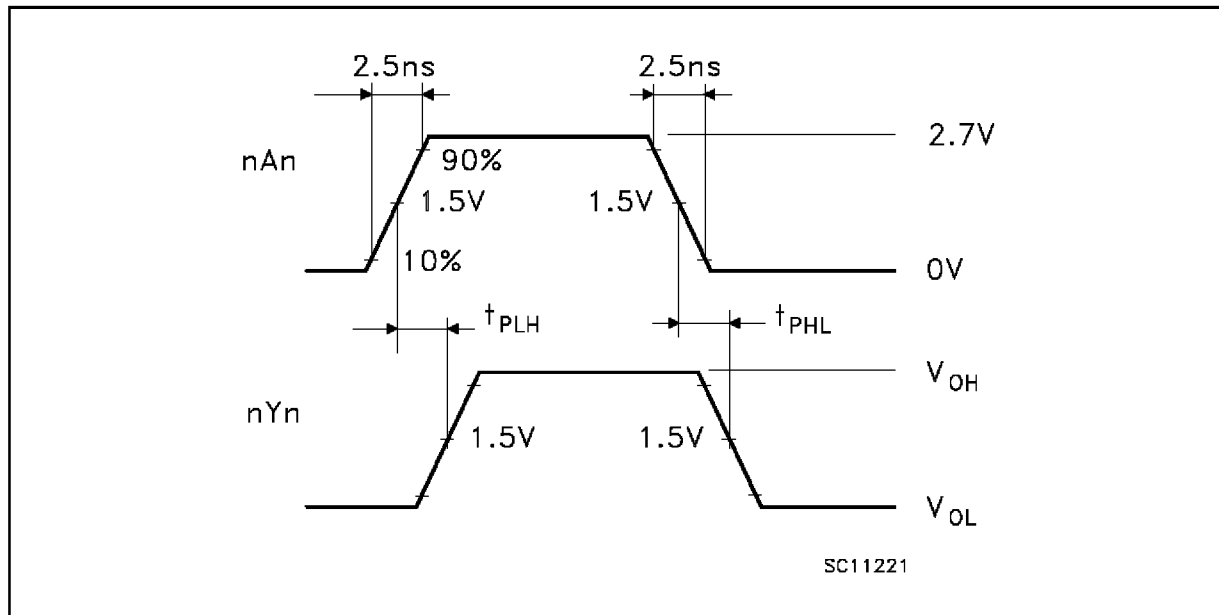 2.5ns 2.5ns
2.7V
nAn 90%
1.5V 1.5V
10% 0V
tPLH tPHL
VOH
nYn
1.5V 1.5V
VOL
SC11221